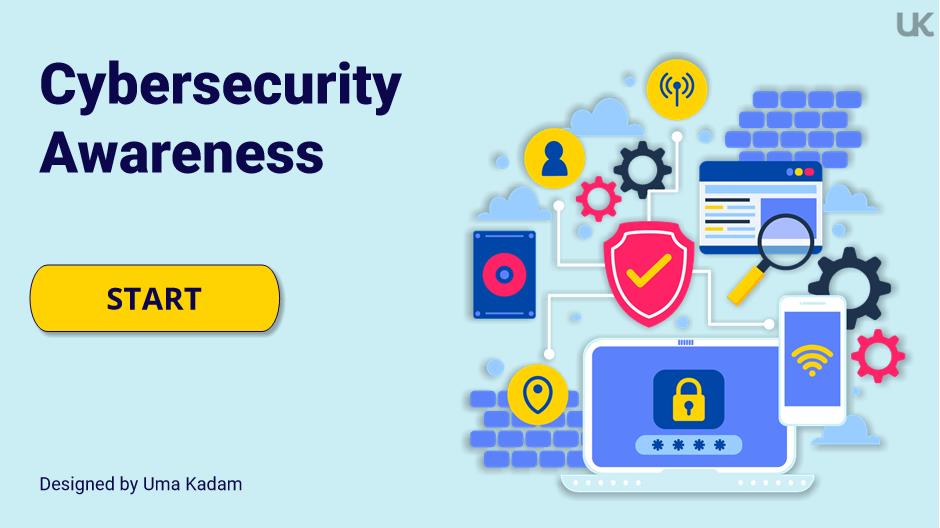 UK
Cybersecurity
Awareness
START
****
Designed by Uma Kadam